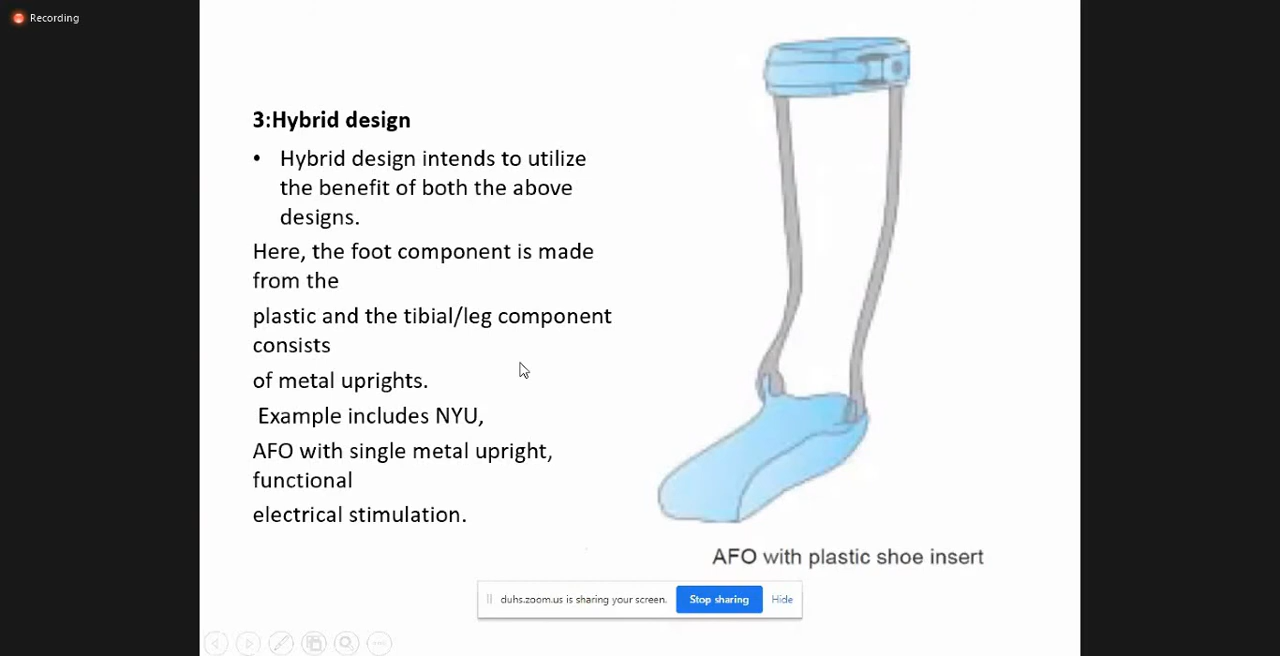 Recording
3:Hybrid design
• Hybrid design intends to utilize
the benefit of both the above
designs.
Here, the foot component is made
from the
plastic and the tibial/leg component
consists
of metal uprights.
Example includes NYU,
AFO with single metal upright,
functional
electrical stimulation.
AFO with plastic shoe insert
duhs.zoom.us is sharing your screen.
Stop sharing
Hide